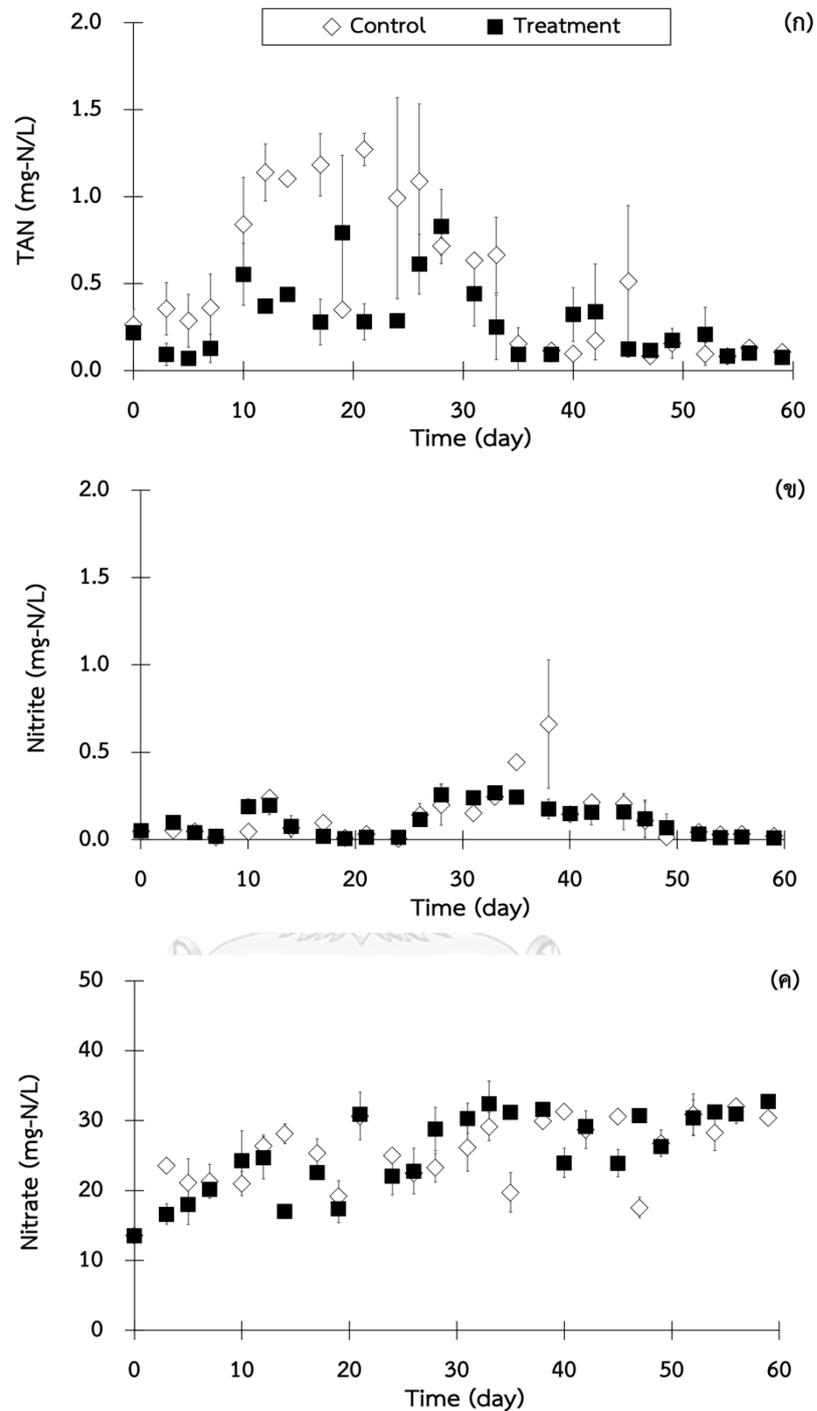 Control Treatment
(ก)
2.0
1.5
1.0
0.5
0.0
TAN (mg-N/L)
0 10 20 30 40 50 60
Time (day)
(ข)
2.0
1.5
1.0
0.5
0.0
Nitrite (mg-N/L)
0 10 20 30 40 50 60
Time (day)
(ค)
50
40
30
20
10
0
Nitrate (mg-N/L)
0 10 20 30 40 50 60
Time (day)